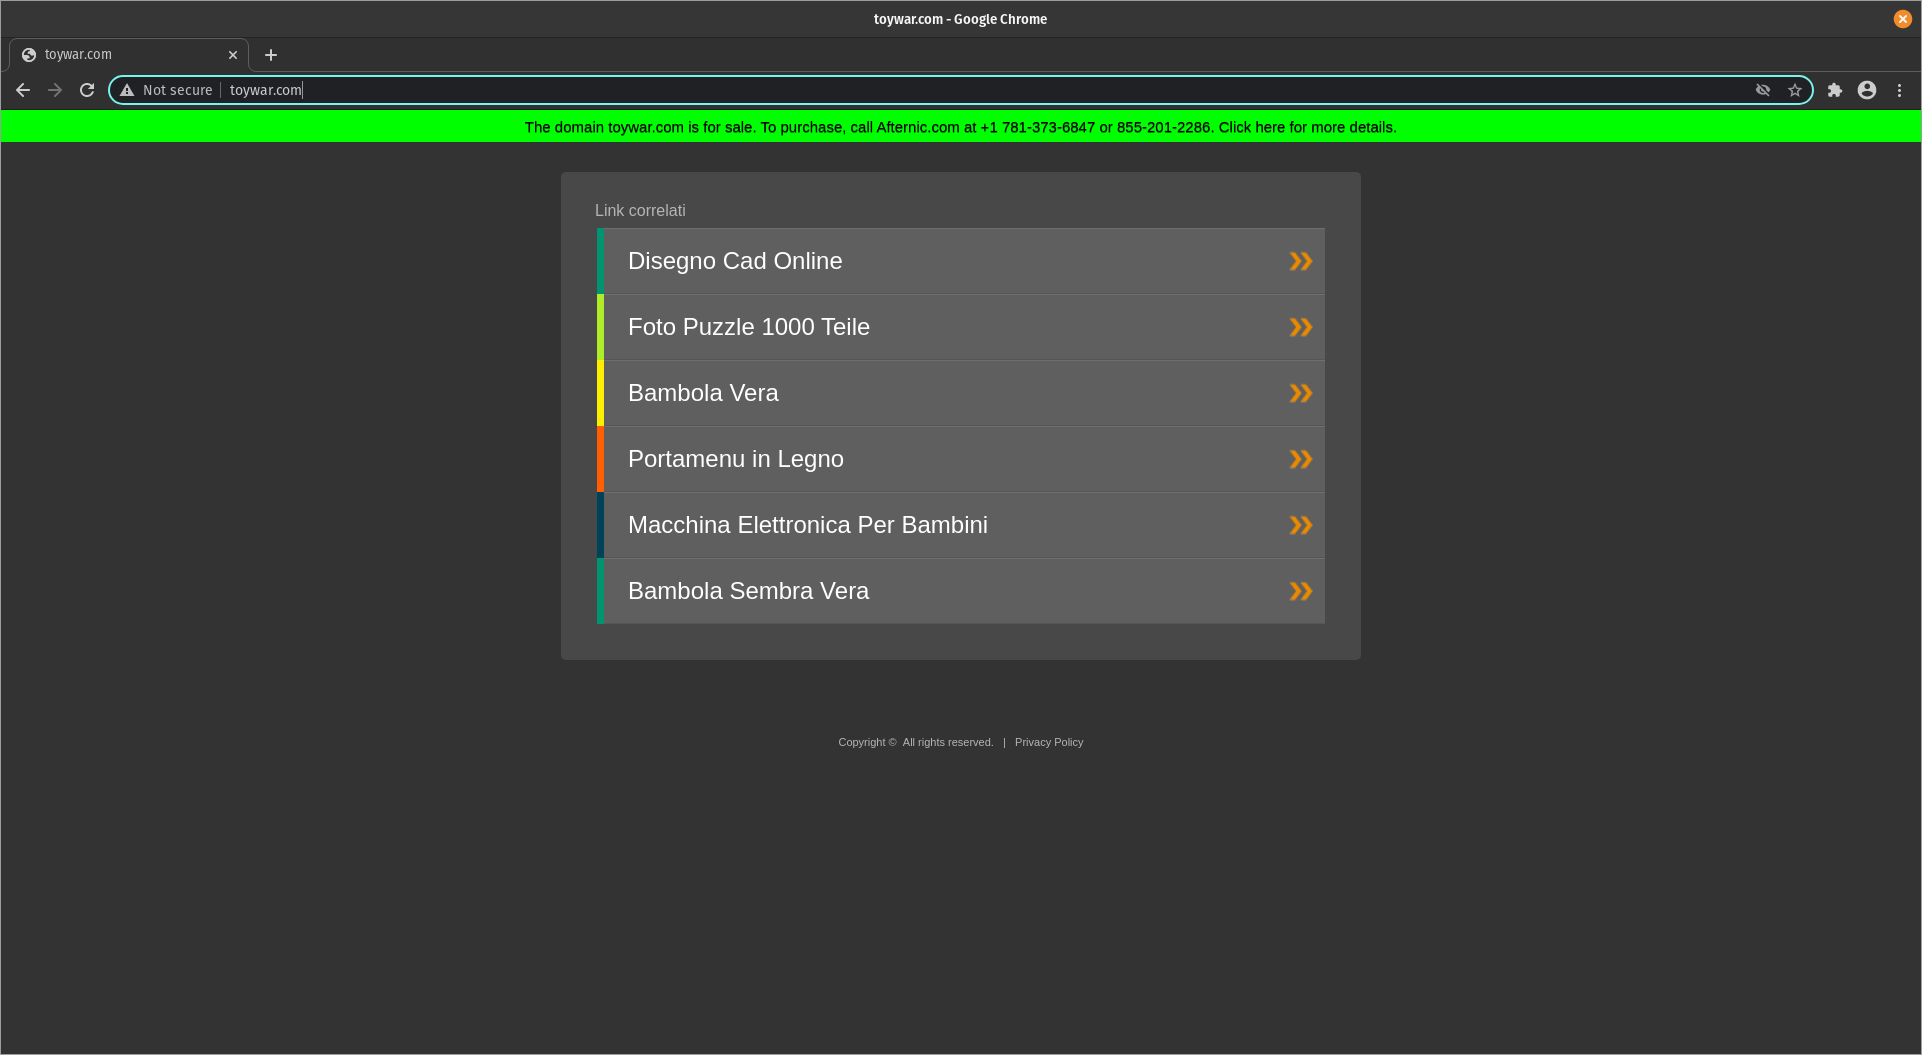 toywar.com - Google Chrome
toywar.com
Not secure toywar.com
The domain toywar.com is for sale. To purchase, call Afternic.com at +1 781-373-6847 or 855-201-2286. Click here for more details.
Link correlati
Disegno Cad Online
Foto Puzzle 1000 Teile
Bambola Vera
Portamenu in Legno
Macchina Elettronica Per Bambini
Bambola Sembra Vera
Copyright © All rights reserved. | Privacy Policy